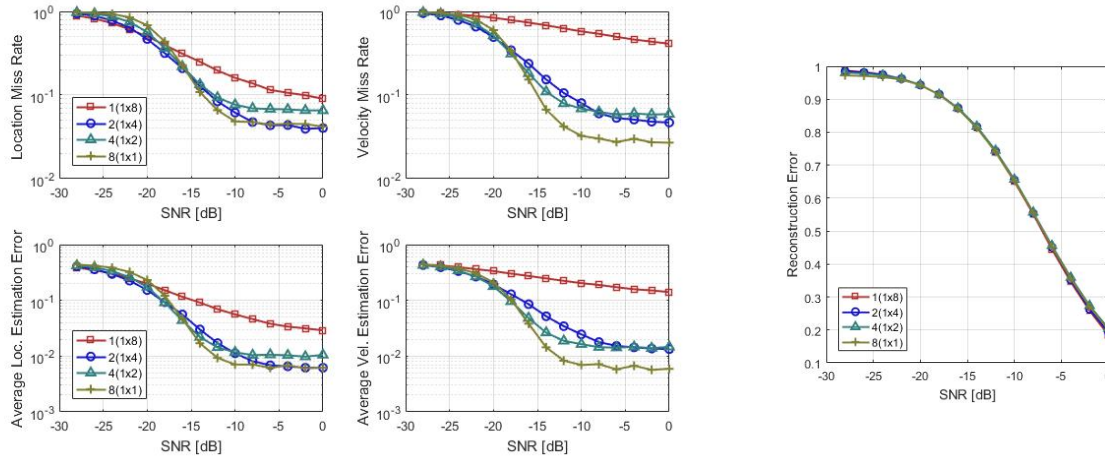 10^0
10^-1
10^-2
-30 -25 -20 -15 -10 -5 0
SNR [dB]
Location Miss Rate
1(1x8)
2(1x4)
4(1x2)
8(1x1)
10^0
10^-1
10^-2
-30 -25 -20 -15 -10 -5 0
SNR [dB]
Velocity Miss Rate
10^0
10^-1
10^-2
10^-3
-30 -25 -20 -15 -10 -5 0
SNR [dB]
Average Loc. Estimation Error
1(1x8)
2(1x4)
4(1x2)
8(1x1)
10^0
10^-1
10^-2
10^-3
-30 -25 -20 -15 -10 -5 0
SNR [dB]
Average Vel. Estimation Error
1
0.9
0.8
0.7
0.6
0.5
0.4
0.3
0.2
0.1
-30 -25 -20 -15 -10 -5 0
SNR [dB]
Reconstruction Error
1(1x8)
2(1x4)
4(1x2)
8(1x1)